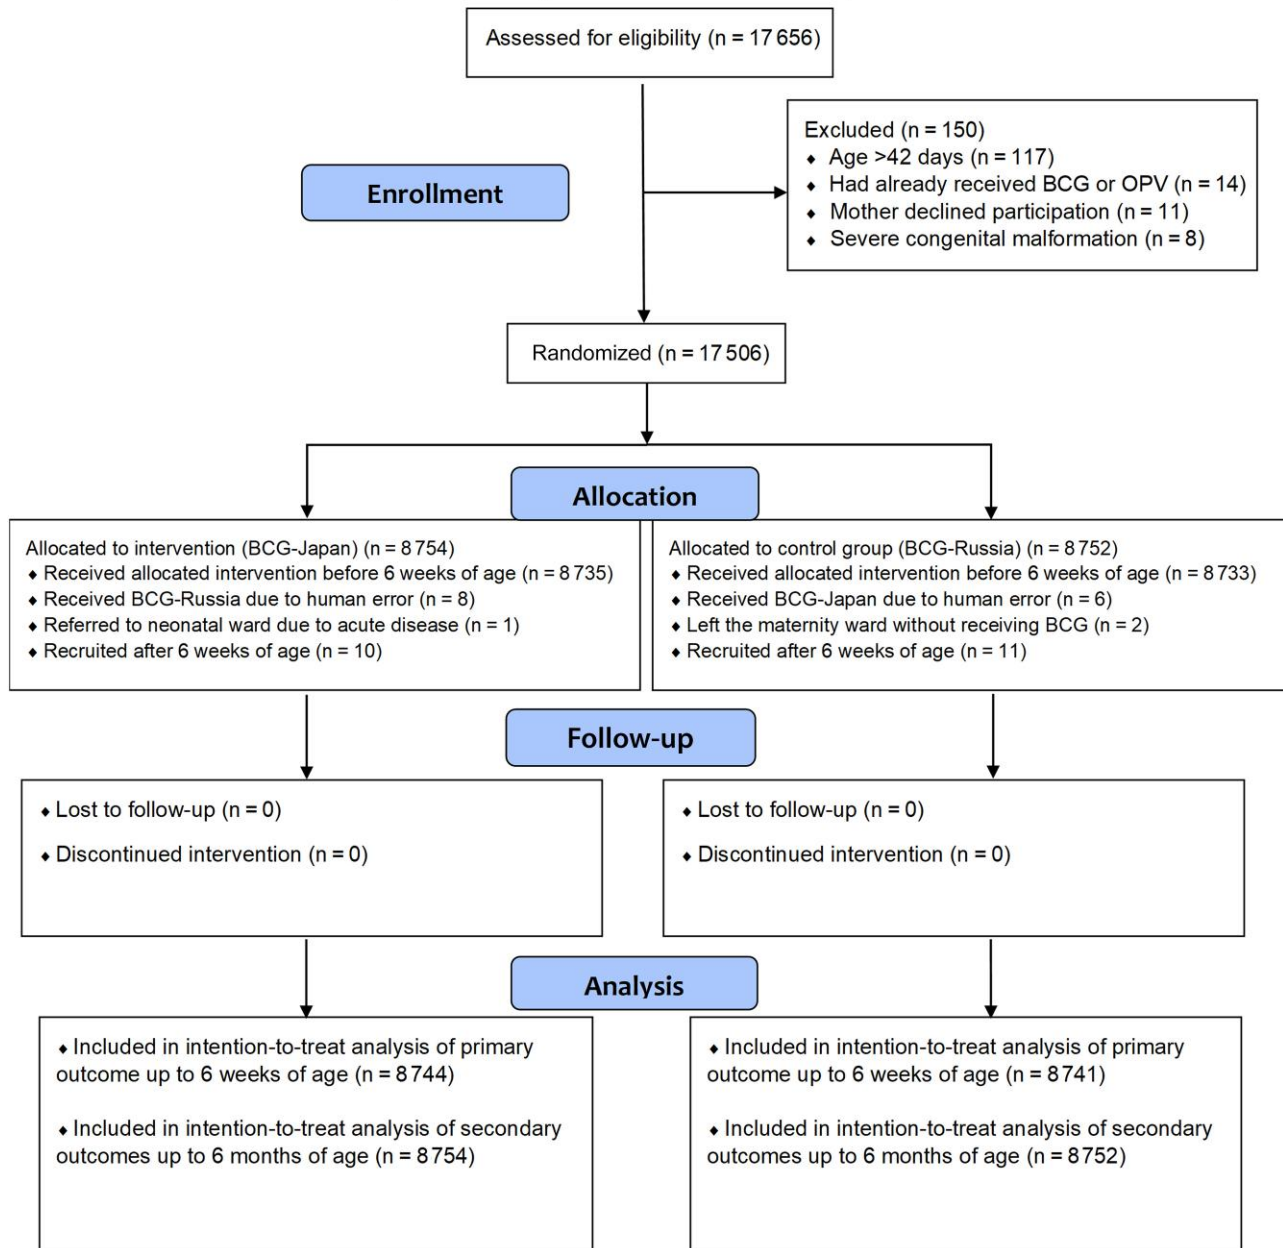 Assessed for eligibility (n = 17 656)
Excluded (n = 150)
♦ Age >42 days (n = 117)
♦ Had already received BCG or OPV (n = 14)
♦ Mother declined participation (n = 11)
♦ Severe congenital malformation (n = 8)
Enrollment
Randomized (n = 17 506)
Allocation
Allocated to intervention (BCG-Japan) (n = 8 754)
♦ Received allocated intervention before 6 weeks of age (n = 8 735)
♦ Received BCG-Russia due to human error (n = 8)
♦ Referred to neonatal ward due to acute disease (n = 1)
♦ Recruited after 6 weeks of age (n = 10)
Allocated to control group (BCG-Russia) (n = 8 752)
♦ Received allocated intervention before 6 weeks of age (n = 8 733)
♦ Received BCG-Japan due to human error (n = 6)
♦ Left the maternity ward without receiving BCG (n = 2)
♦ Recruited after 6 weeks of age (n = 11)
Follow-up
♦ Lost to follow-up (n = 0)
♦ Discontinued intervention (n = 0)
♦ Lost to follow-up (n = 0)
♦ Discontinued intervention (n = 0)
Analysis
♦ Included in intention-to-treat analysis of primary
outcome up to 6 weeks of age (n = 8 744)
♦ Included in intention-to-treat analysis of secondary
outcomes up to 6 months of age (n = 8 754)
♦ Included in intention-to-treat analysis of primary
outcome up to 6 weeks of age (n = 8 741)
♦ Included in intention-to-treat analysis of secondary
outcomes up to 6 months of age (n = 8 752)